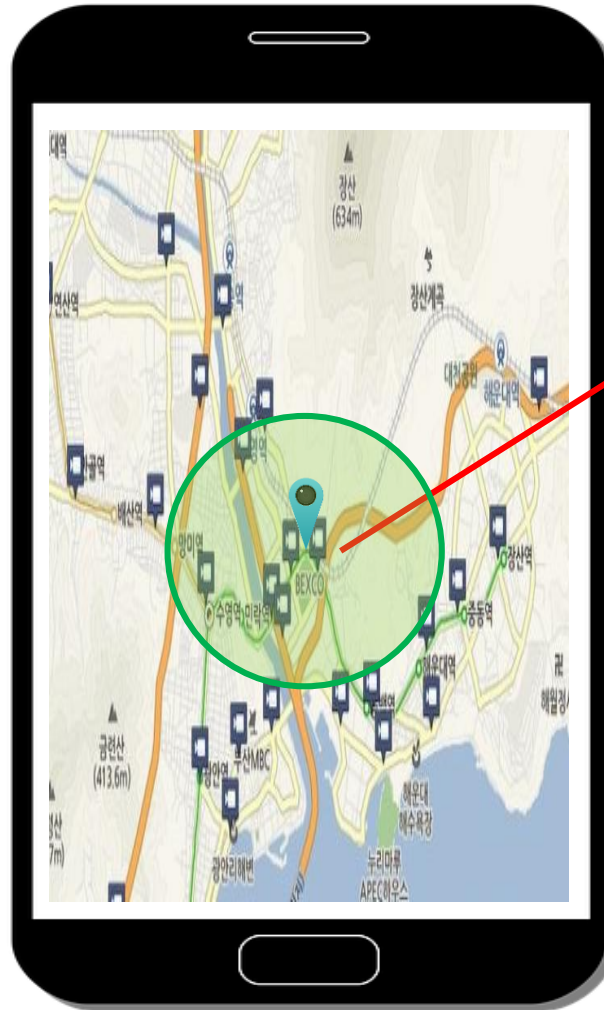 장산
(634m)
장산계곡
연산역
대천공원
해운대역
배산역
망미역
BEXCO
장산역
수영역
민락역
중동역
해운대역
금련산
(413.6m)
부산MBC
광안역
해운대
해수욕장
광안리해변
누리마루
APEC하우스